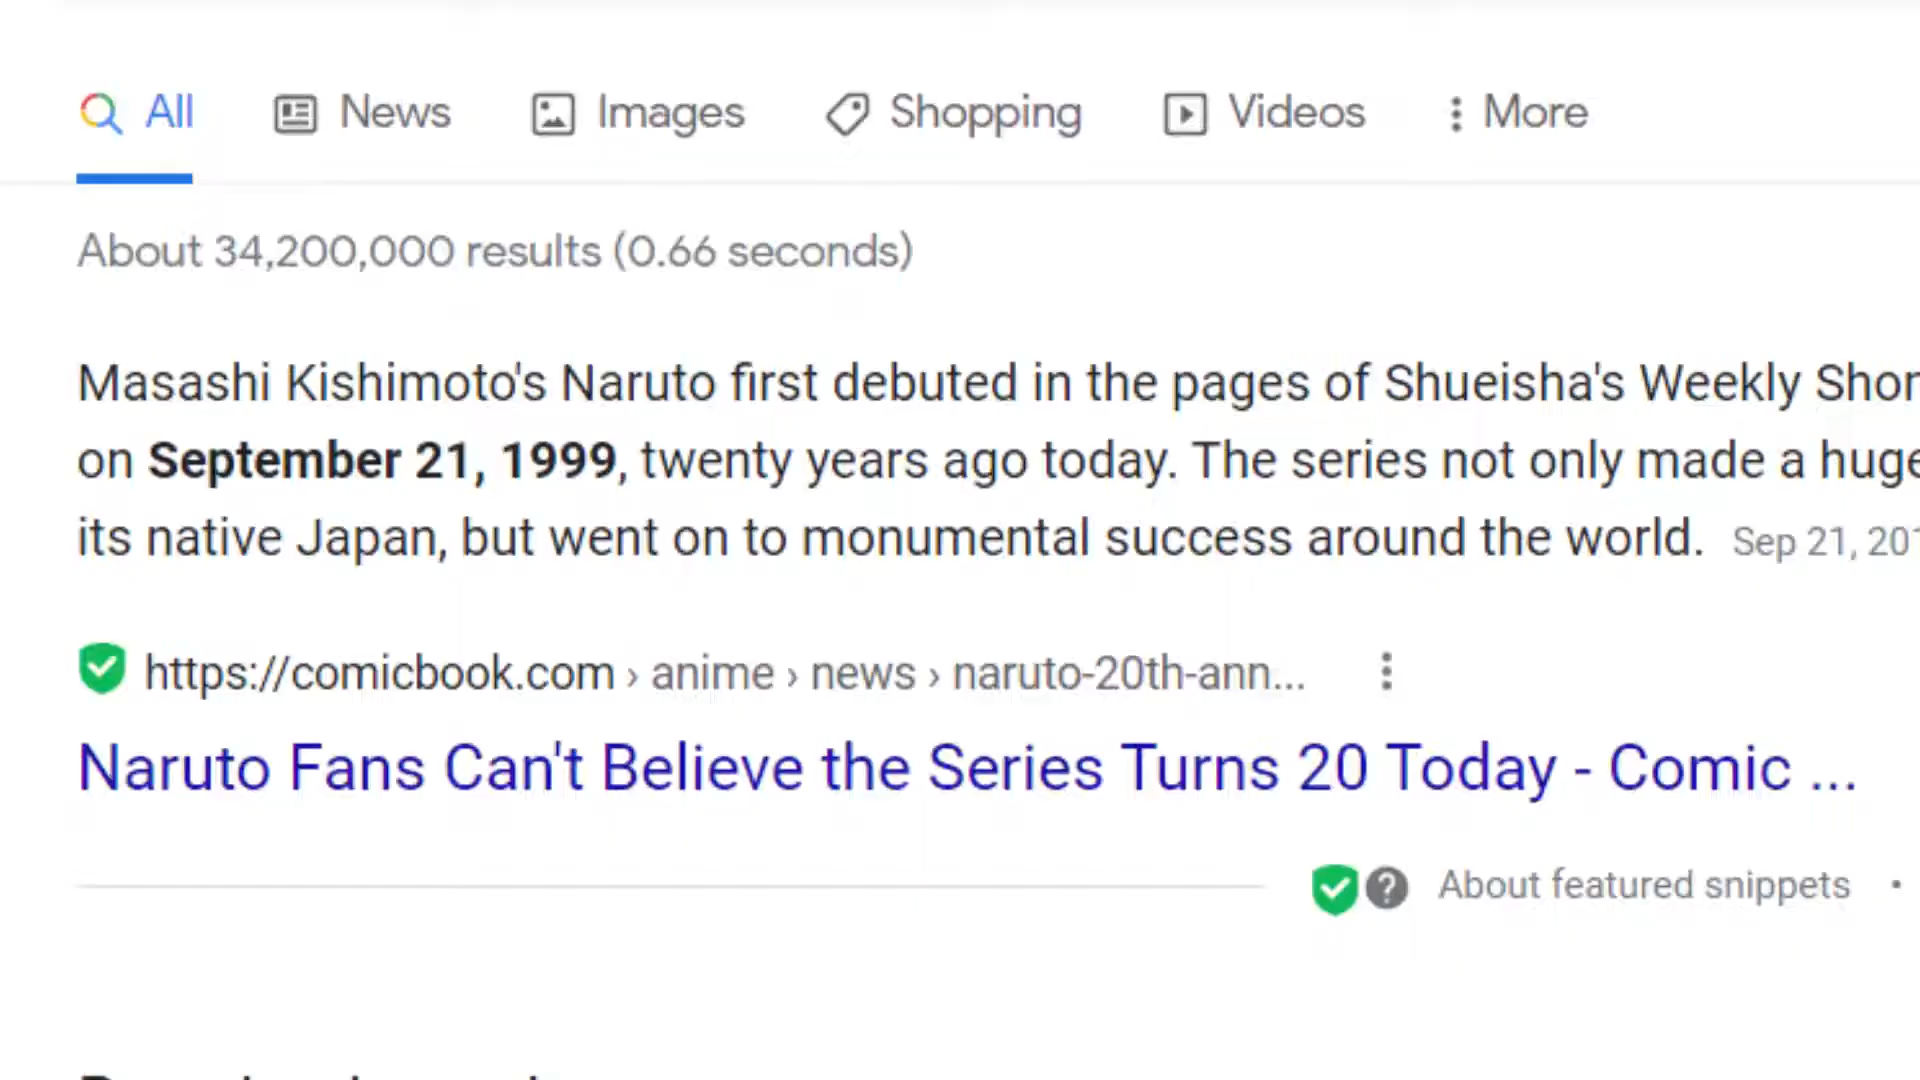 All News Images Shopping Videos More
About 34,200,000 results (0.66 seconds)
Masashi Kishimoto's Naruto first debuted in the pages of Shueisha's Weekly
on September 21, 1999, twenty years ago today. The series not only made a huge
its native Japan, but went on to monumental success around the world. Sep 21,
https://comicbook.com › anime › news › naruto-20th-ann...
Naruto Fans Can't Believe the Series Turns 20 Today - Comic ...
About featured snippets •